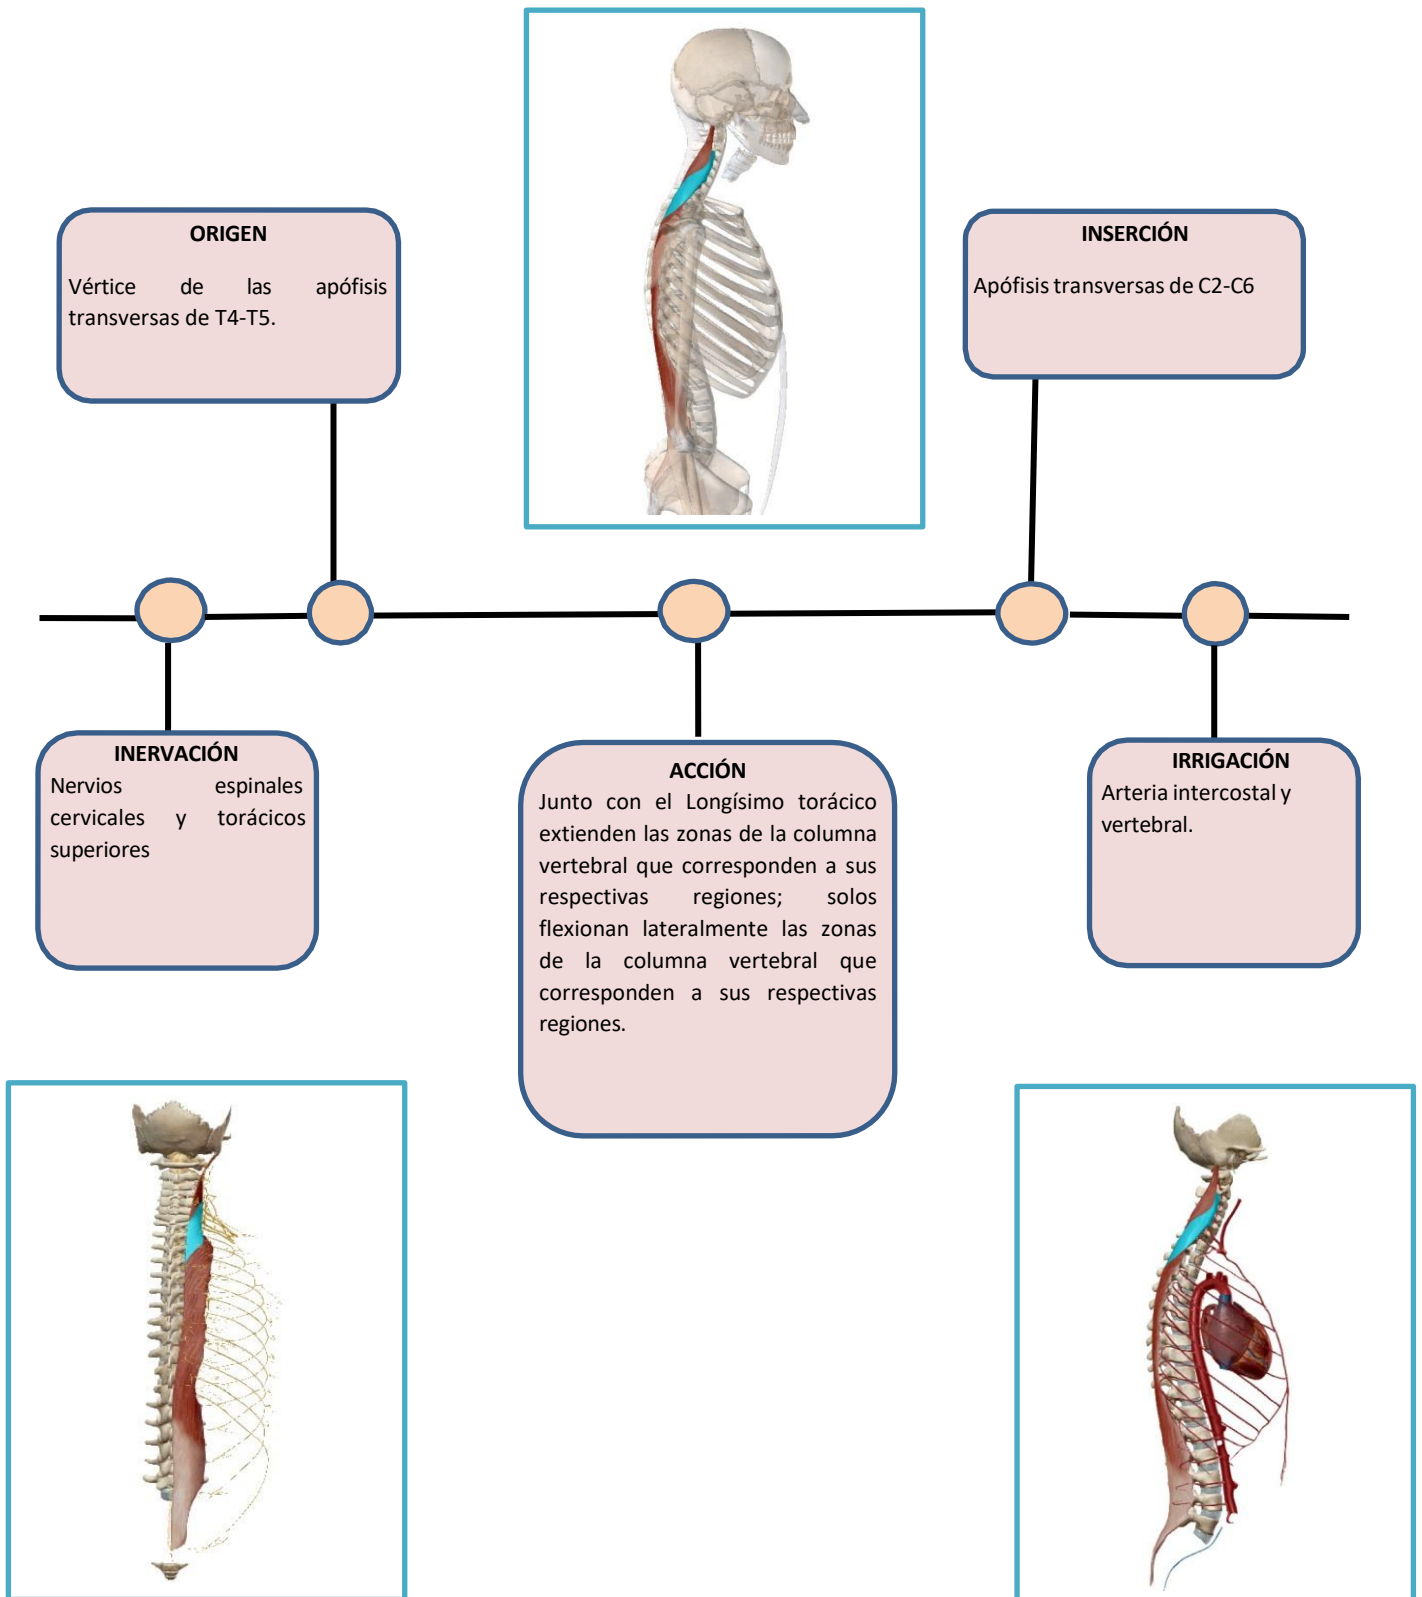 ORIGEN
Vértice de las apófisis
transversas de T4-T5.
INSERCIÓN
Apófisis transversas de C2-C6
INERVACIÓN
Nervios espinales
cervicales y torácicos
superiores
ACCIÓN
Junto con el Longísimo torácico
extienden las zonas de la columna
vertebral que corresponden a sus
respectivas regiones; solos
flexionan lateralmente las zonas
de la columna vertebral que
corresponden a sus respectivas
regiones.
IRRIGACIÓN
Arteria intercostal y
vertebral.